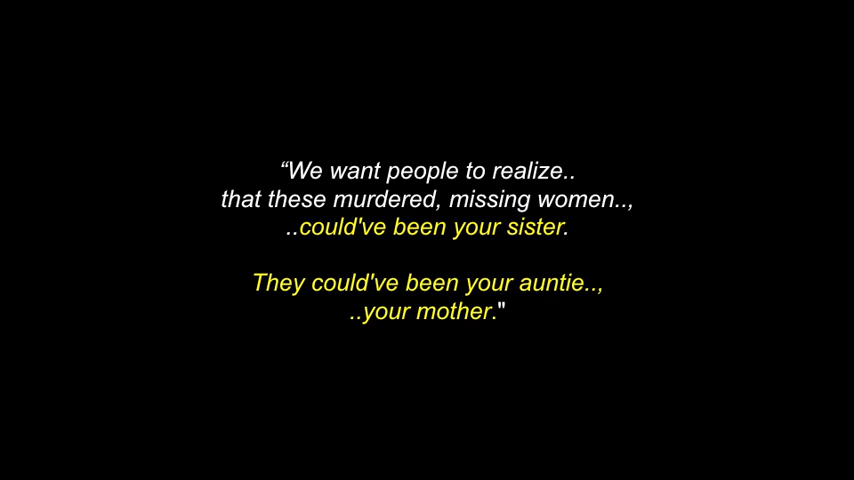 “We want people to realize..
that these murdered, missing women..,
..could've been your sister.
They could've been your auntie..,
..your mother."